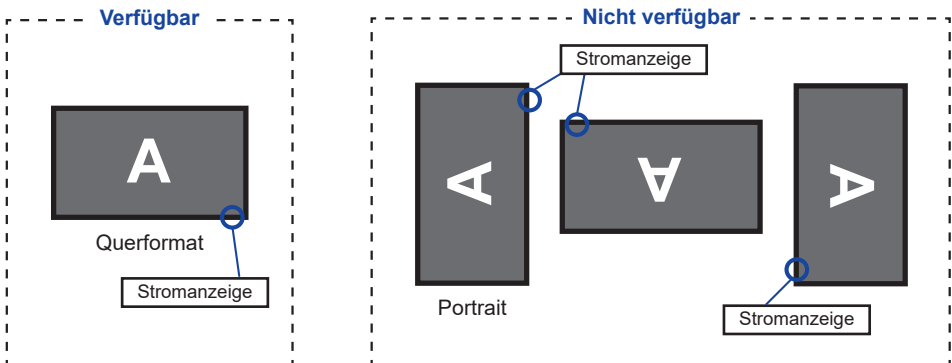 Verfügbar
A
Querformat
Stromanzeige
Nicht verfügbar
Stromanzeige
A
A
A
Portrait
Stromanzeige